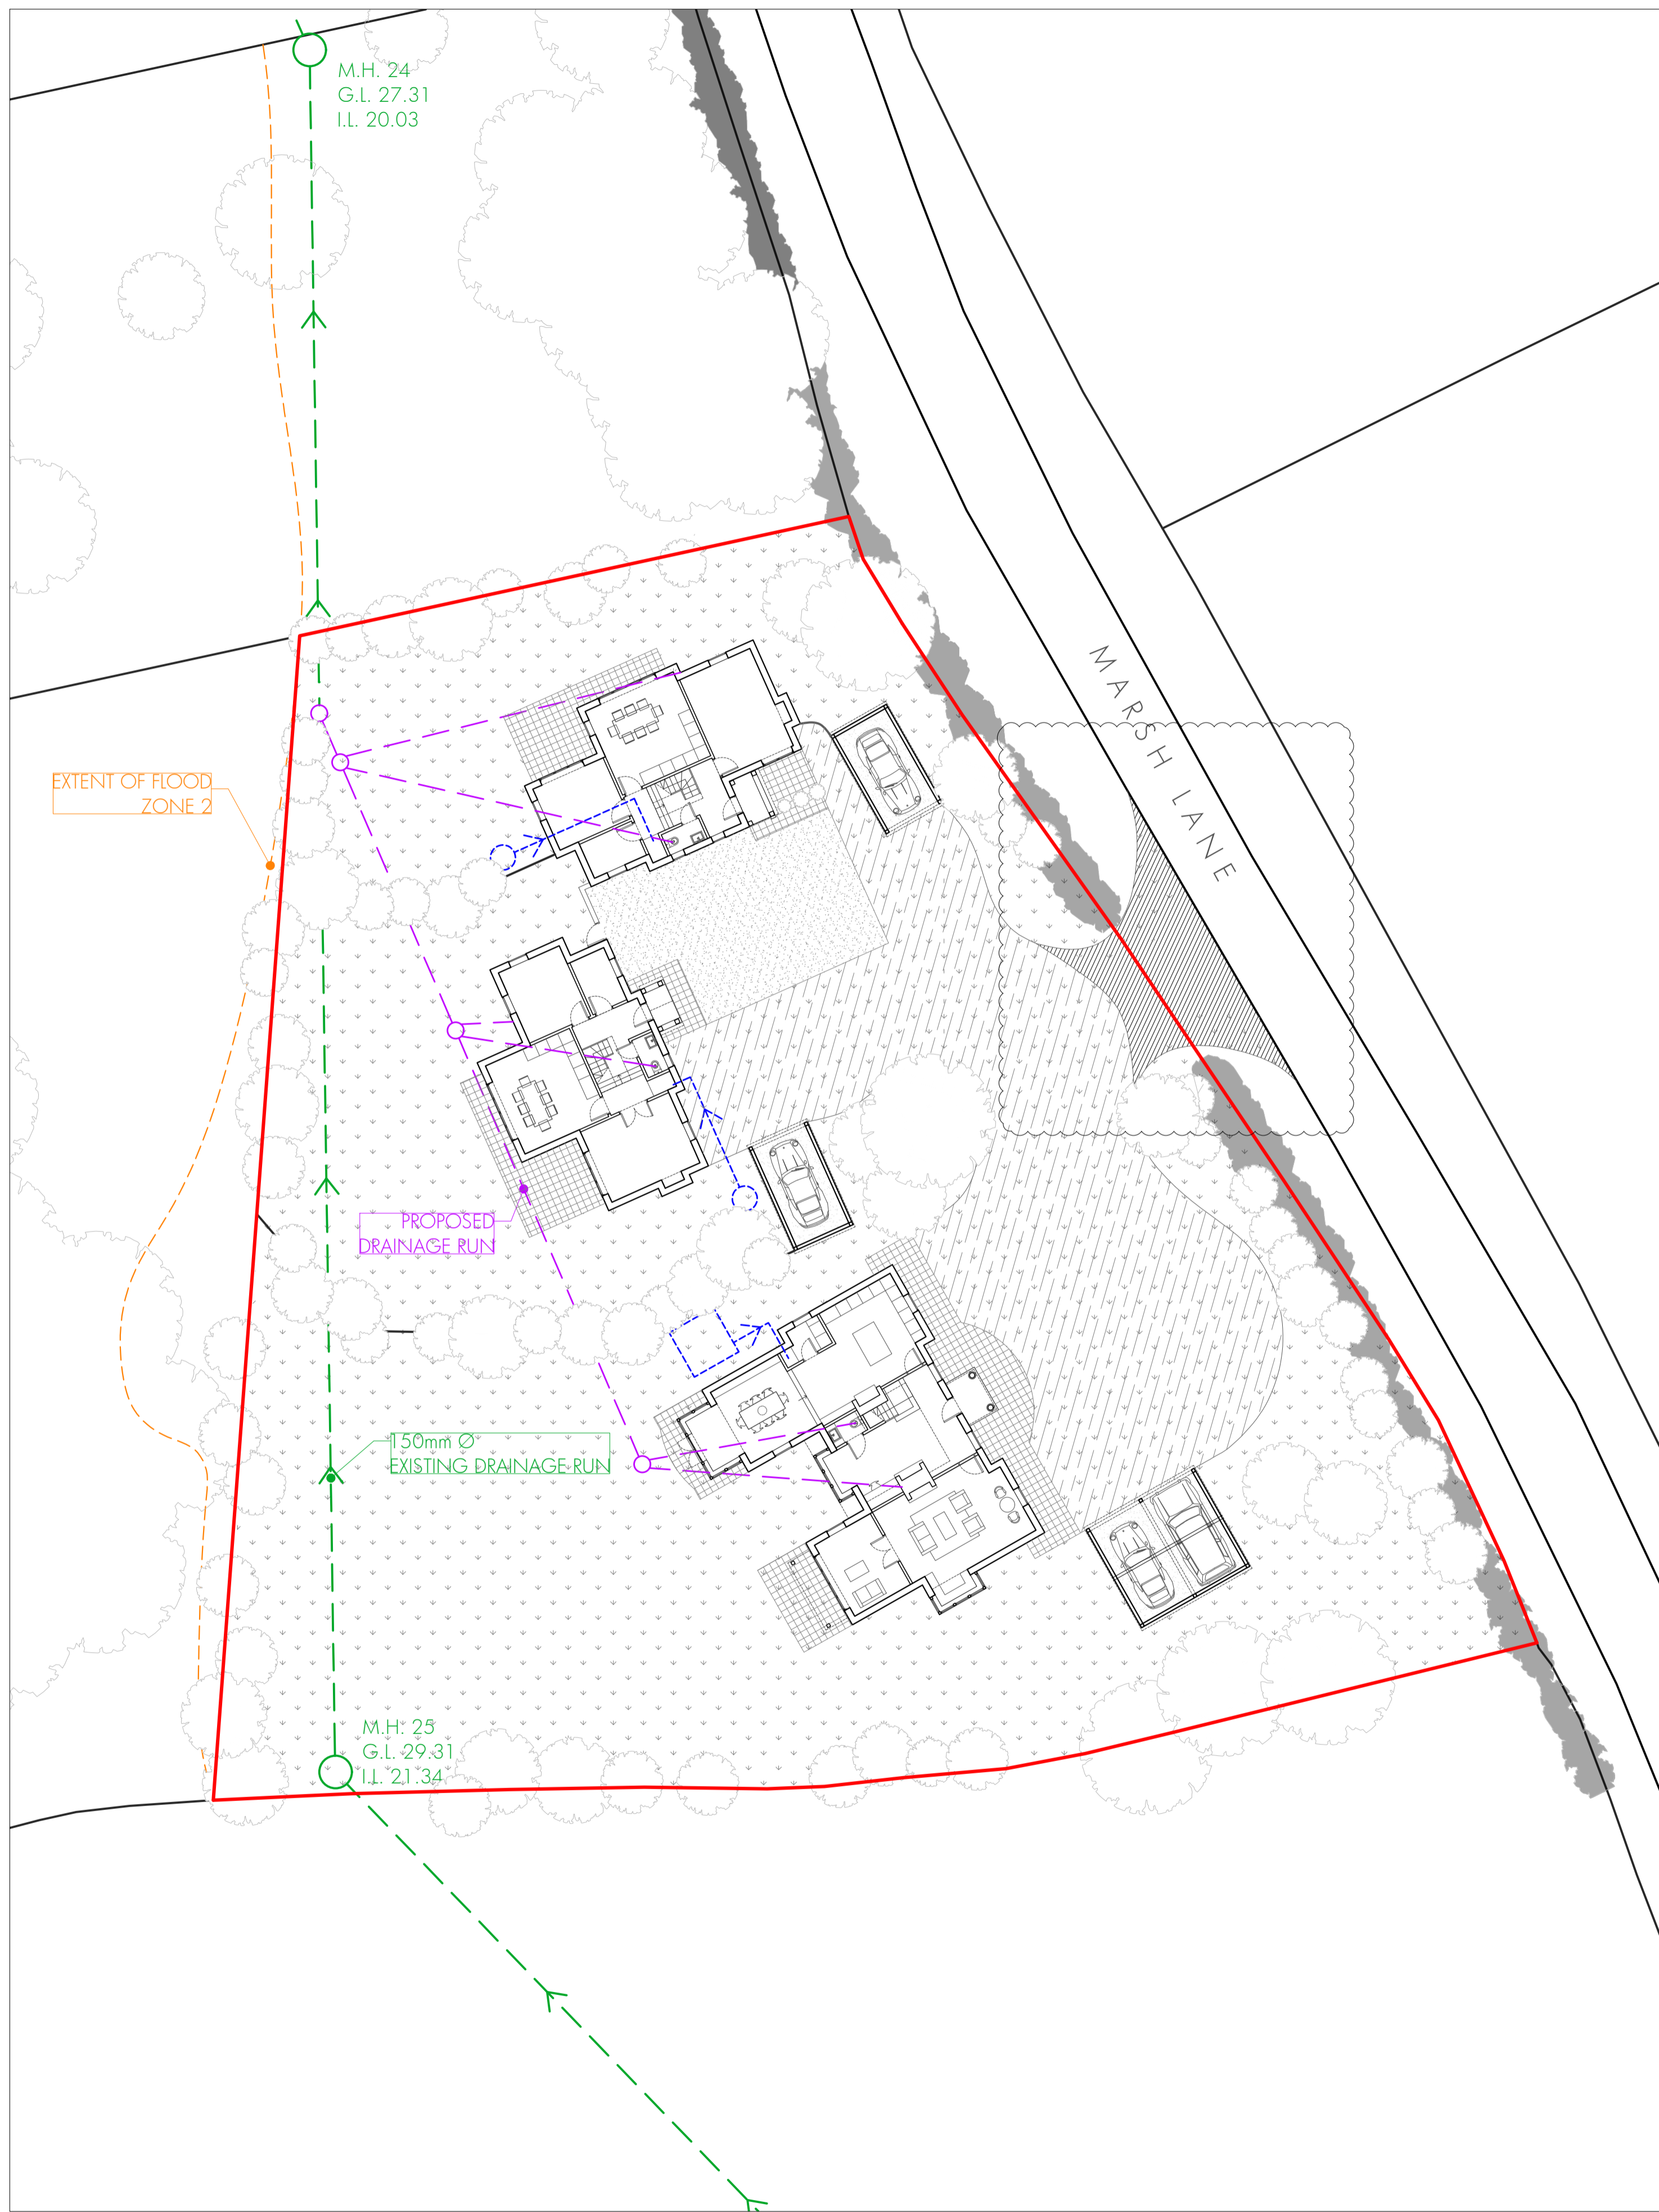 M.H. 24
G.L. 27.31
I.L. 20.03
MARSH LANE
EXTENT OF FLOOD
ZONE 2
PROPOSED
DRAINAGE RUN
150mm Ø
EXISTING DRAINAGE RUN
M.H. 25
G.L. 29.31
I.L. 21.34